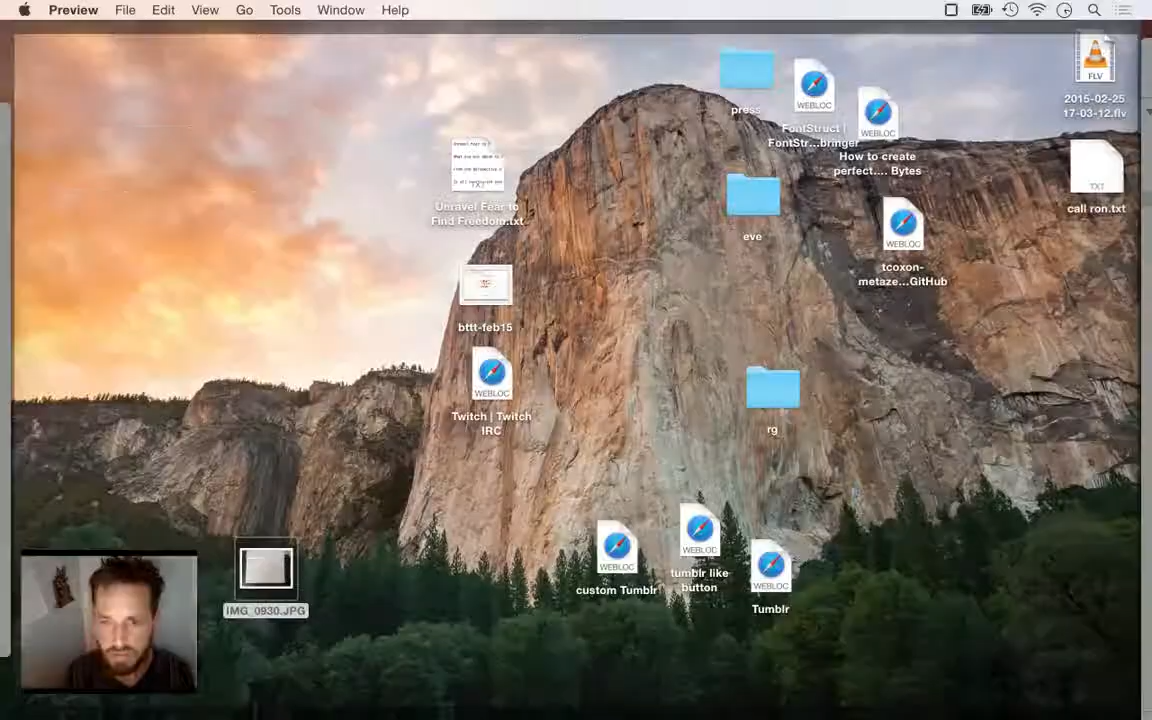 Preview File Edit View Go Tools Window Help
FLV
2015-02-25
17-03-12.flv
press
WEBLOC
FontStruct |
FontStr...bringer
WEBLOC
How to create
perfect.... Bytes
TXT
call ron.txt
TXT
Unravel Fear to
Find Freedom.txt
eve
WEBLOC
tcoxon-
metaze...GitHub
bttt-feb15
WEBLOC
Twitch | Twitch
IRC
rg
WEBLOC
custom Tumblr
WEBLOC
tumblr like
button
WEBLOC
Tumblr
IMG_0930.JPG